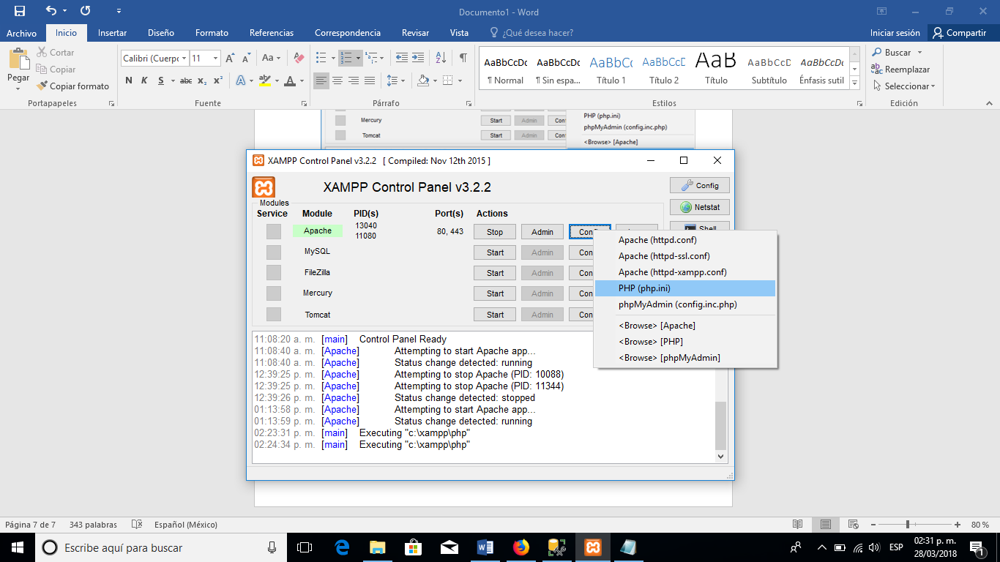 Documento1 - Word
Archivo Inicio Insertar Diseño Formato Referencias Correspondencia Revisar Vista ¿Qué desea hacer? Iniciar sesión Compartir
Pegar
Cortar
Copiar
Copiar formato
Calibri (Cuerpo 11
Aa
N K S abc x₂ x²
AaBbCcDc AaBbCcDc AaBbCc AaBbCcD AaB AaBbCcD AaBbCcDc
¶ Normal ¶ Sin espa... Título 1 Título 2 Título Subtítulo Énfasis sutil
Buscar
Reemplazar
Seleccionar
Portapapeles Fuente Párrafo Estilos Edición
Mercury Start Admin Con
Tomcat Start Admin Con
PHP (php.ini)
phpMyAdmin (config.inc.php)
<Browse> [Apache]
XAMPP Control Panel v3.2.2 [ Compiled: Nov 12th 2015 ]
XAMPP Control Panel v3.2.2
Config
Netstat
Shell
Modules
Service Module PID(s) Port(s) Actions
Apache 13040 11080 80, 443 Stop Admin Conf
MySQL Start Admin Con
FileZilla Start Admin Con
Mercury Start Admin Con
Tomcat Start Admin Con
Apache (httpd.conf)
Apache (httpd-ssl.conf)
Apache (httpd-xampp.conf)
PHP (php.ini)
phpMyAdmin (config.inc.php)
<Browse> [Apache]
<Browse> [PHP]
<Browse> [phpMyAdmin]
11:08:20 a. m. [main] Control Panel Ready
11:08:40 a. m. [Apache] Attempting to start Apache app...
11:08:40 a. m. [Apache] Status change detected: running
12:39:25 p. m. [Apache] Attempting to stop Apache (PID: 10088)
12:39:25 p. m. [Apache] Attempting to stop Apache (PID: 11344)
12:39:26 p. m. [Apache] Status change detected: stopped
01:13:58 p. m. [Apache] Attempting to start Apache app...
01:13:59 p. m. [Apache] Status change detected: running
02:23:31 p. m. [main] Executing "c:\xampp\php"
02:24:34 p. m. [main] Executing "c:\xampp\php"
Página 7 de 7 343 palabras Español (México) 80 %
Escribe aquí para buscar
ESP
02:31 p. m.
28/03/2018
1